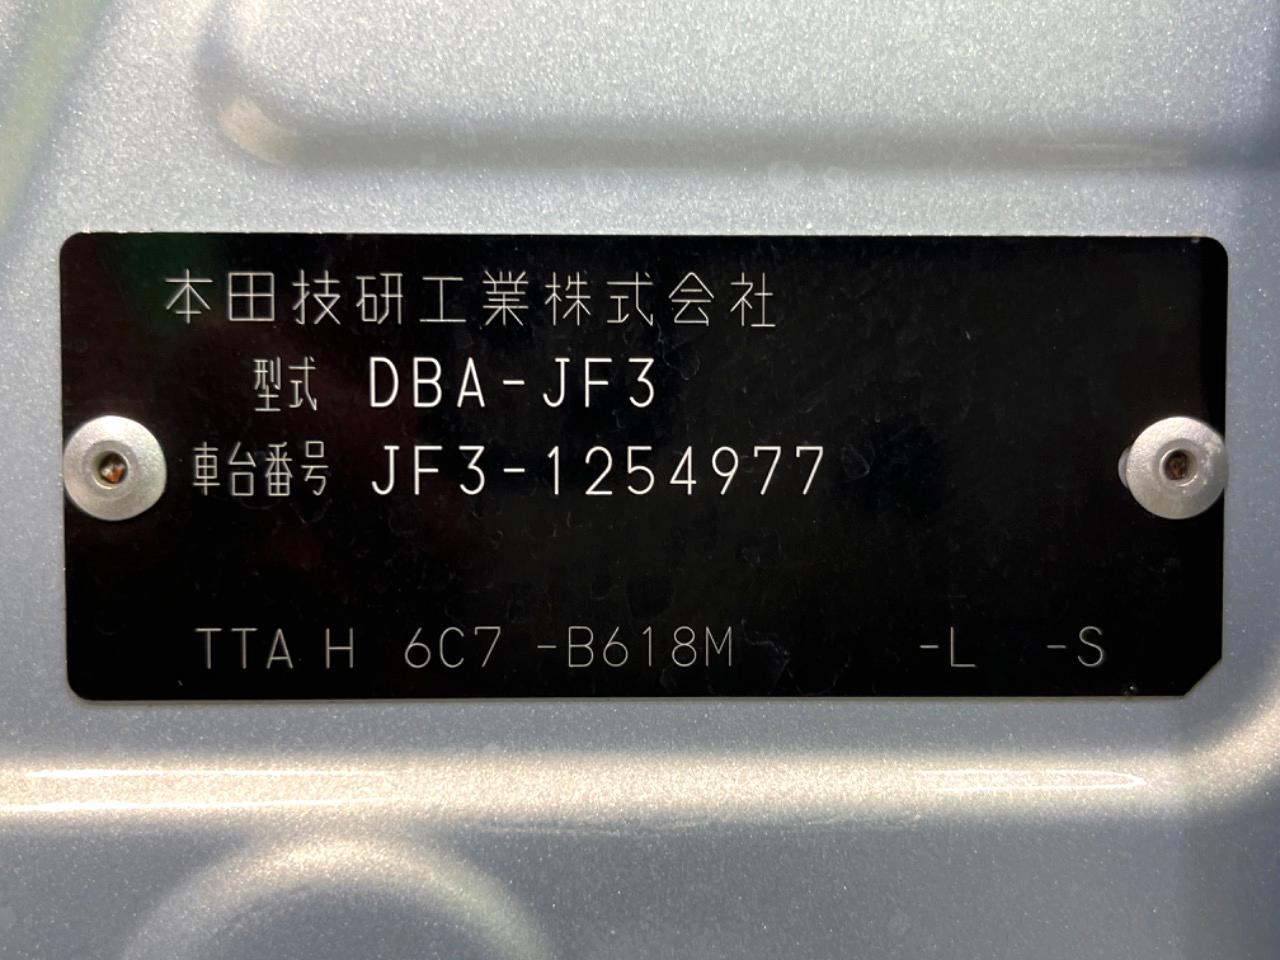 本田技研工業株式会社
型式 DBA-JF3
車台番号 JF3-1254977
TTA H 6C7 -B618M -L -S